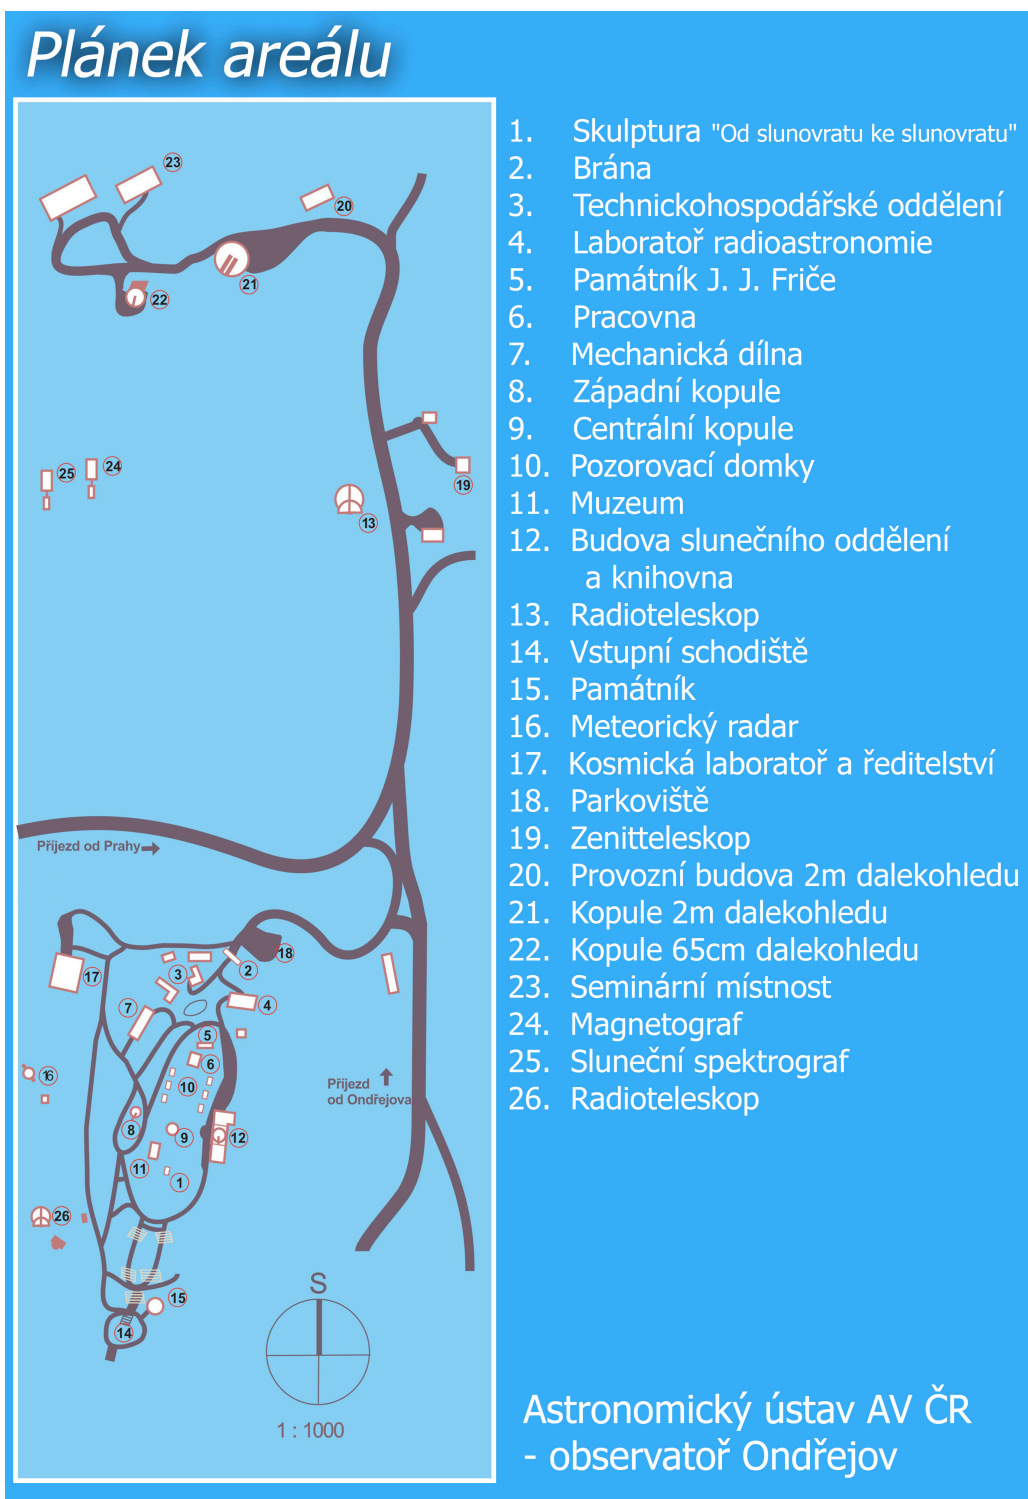 Plánek areálu
23
20
21
22
24
25
19
13
Příjezd od Prahy
18
2
17
3
4
7
5
6
16
10
Příjezd
od Ondřejova
8
9
12
11
1
26
15
14
S
1 : 1000
1. Skulptura "Od slunovratu ke slunovratu"
2. Brána
3. Technickohospodářské oddělení
4. Laboratoř radioastronomie
5. Památník J. J. Friče
6. Pracovna
7. Mechanická dílna
8. Západní kopule
9. Centrální kopule
10. Pozorovací domky
11. Muzeum
12. Budova slunečního oddělení
a knihovna
13. Radioteleskop
14. Vstupní schodiště
15. Památník
16. Meteorický radar
17. Kosmická laboratoř a ředitelství
18. Parkoviště
19. Zenitteleskop
20. Provozní budova 2m dalekohledu
21. Kopule 2m dalekohledu
22. Kopule 65cm dalekohledu
23. Seminární místnost
24. Magnetograf
25. Sluneční spektrograf
26. Radioteleskop
Astronomický ústav AV ČR
- observatoř Ondřejov